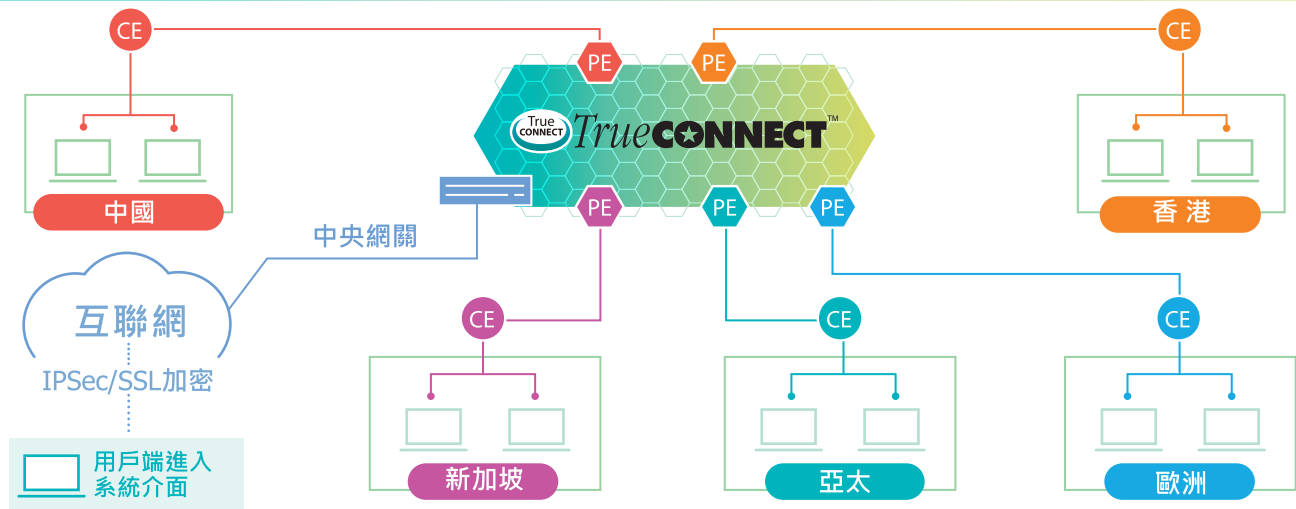 CE
PE
PE
CE
True
CONNECT
TrueCONNECT™
中國
香港
PE
PE
PE
中央網關
互聯網
IPSec/SSL加密
用戶端進入
系統介面
CE
CE
CE
新加坡
亞太
歐洲